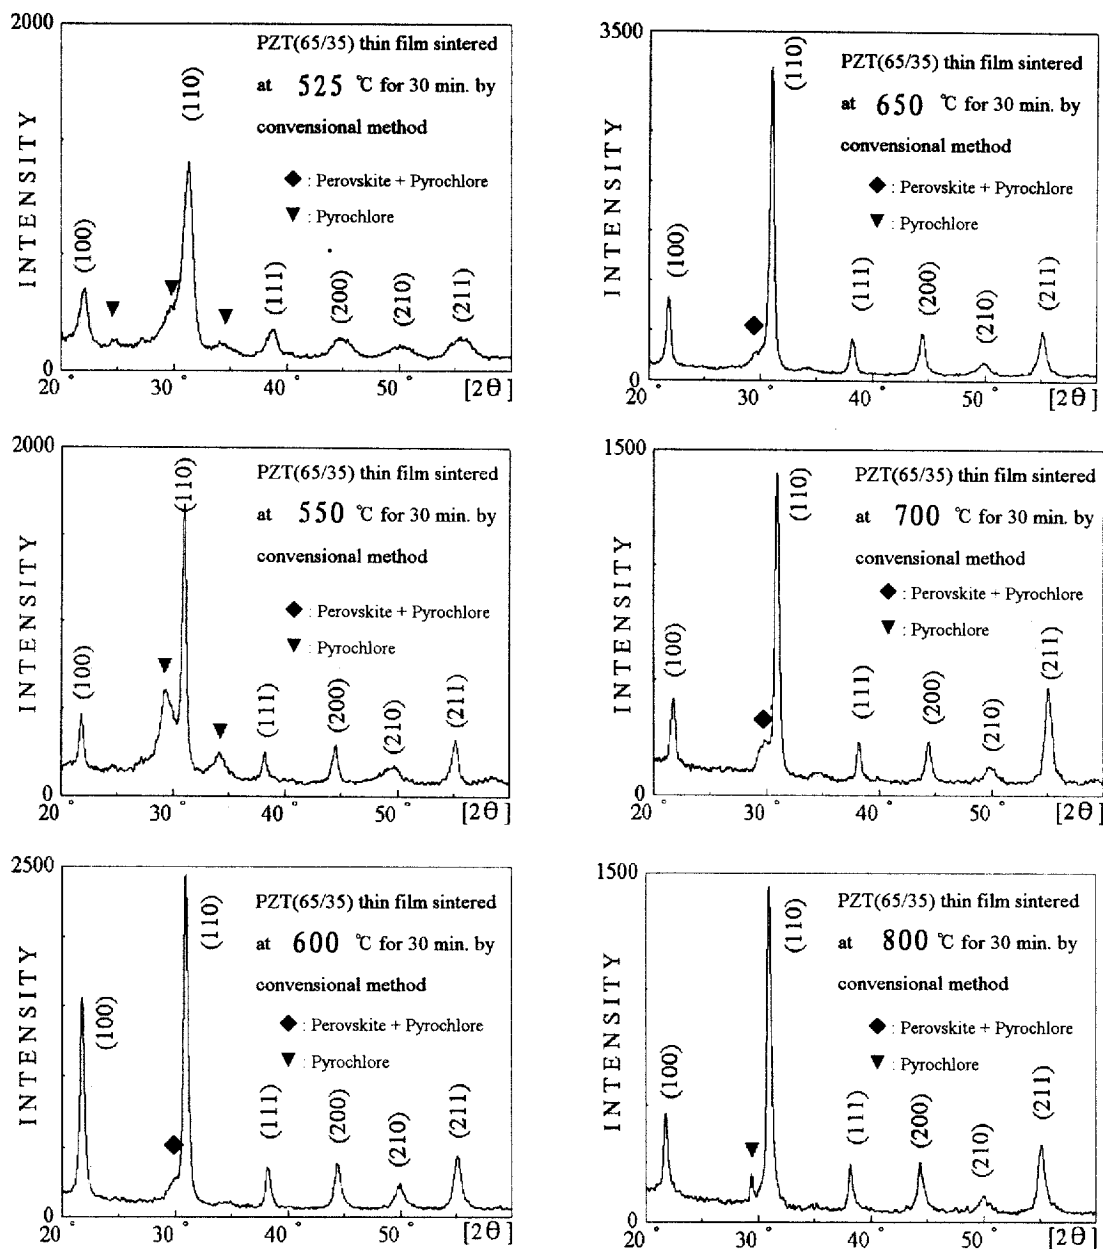 2000
PZT(65/35) thin film sintered
at 525 ℃ for 30 min. by
convensional method
◆ : Perovskite + Pyrochlore
▼ : Pyrochlore
INTENSITY
(100)
(110)
(111)
(200)
(210)
(211)
0
20° 30° 40° 50° [2θ]
3500
PZT(65/35) thin film sintered
at 650 ℃ for 30 min. by
convensional method
◆ : Perovskite + Pyrochlore
▼ : Pyrochlore
INTENSITY
(100)
(110)
(111)
(200)
(210)
(211)
0
20° 30° 40° 50° [2θ]
2000
PZT(65/35) thin film sintered
at 550 ℃ for 30 min. by
convensional method
◆ : Perovskite + Pyrochlore
▼ : Pyrochlore
INTENSITY
(100)
(110)
(111)
(200)
(210)
(211)
0
20° 30° 40° 50° [2θ]
1500
PZT(65/35) thin film sintered
at 700 ℃ for 30 min. by
convensional method
◆ : Perovskite + Pyrochlore
▼ : Pyrochlore
INTENSITY
(100)
(110)
(111)
(200)
(210)
(211)
0
20° 30° 40° 50° [2θ]
2500
PZT(65/35) thin film sintered
at 600 ℃ for 30 min. by
convensional method
◆ : Perovskite + Pyrochlore
▼ : Pyrochlore
INTENSITY
(100)
(110)
(111)
(200)
(210)
(211)
0
20° 30° 40° 50° [2θ]
1500
PZT(65/35) thin film sintered
at 800 ℃ for 30 min. by
convensional method
◆ : Perovskite + Pyrochlore
▼ : Pyrochlore
INTENSITY
(100)
(110)
(111)
(200)
(210)
(211)
0
20° 30° 40° 50° [2θ]